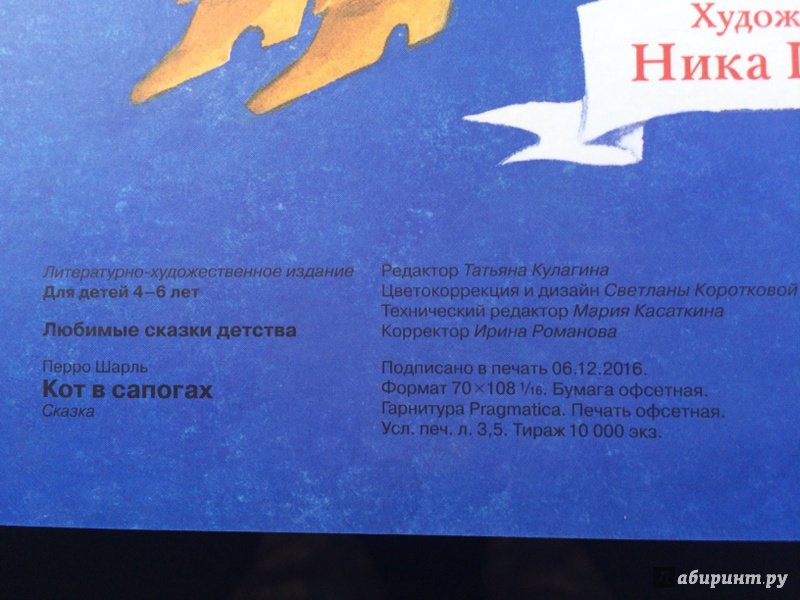 Худож
Ника Г
Литературно-художественное издание
Для детей 4–6 лет
Любимые сказки детства
Перро Шарль
Кот в сапогах
Сказка
Редактор Татьяна Кулагина
Цветокоррекция и дизайн Светланы Коротковой
Технический редактор Мария Касаткина
Корректор Ирина Романова
Подписано в печать 06.12.2016.
Формат 70×108 1/16. Бумага офсетная.
Гарнитура Pragmatica. Печать офсетная.
Усл. печ. л. 3,5. Тираж 10 000 экз.
Лабиринт.ру